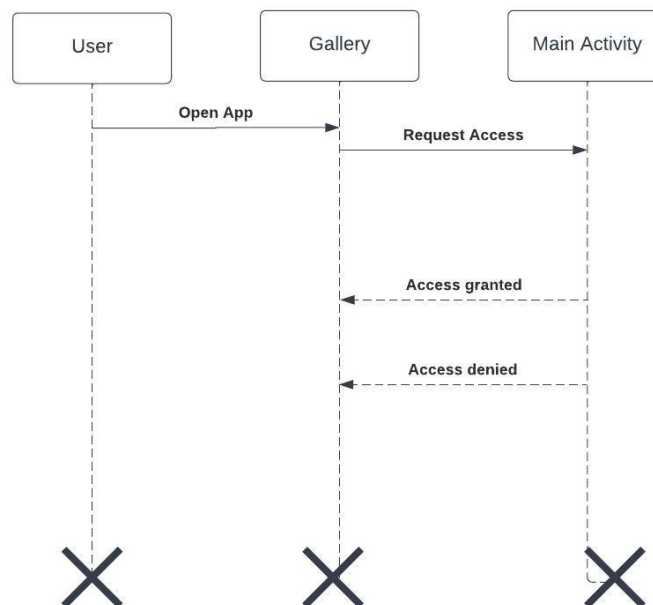 User
Gallery
Main Activity
Open App
Request Access
Access granted
Access denied